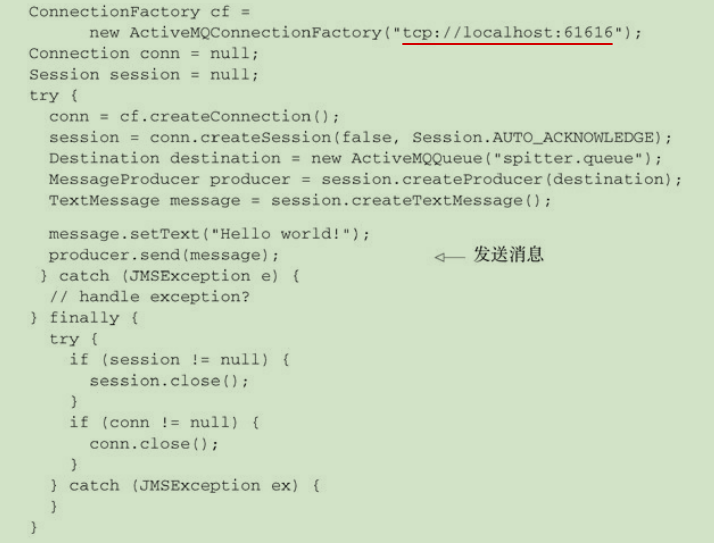 ConnectionFactory cf =
new ActiveMQConnectionFactory("tcp://localhost:61616");
Connection conn = null;
Session session = null;
try {
conn = cf.createConnection();
session = conn.createSession(false, Session.AUTO_ACKNOWLEDGE);
Destination destination = new ActiveMQQueue("spitter.queue");
MessageProducer producer = session.createProducer(destination);
TextMessage message = session.createTextMessage();
message.setText("Hello world!");
producer.send(message); 发送消息
} catch (JMSException e) {
// handle exception?
} finally {
try {
if (session != null) {
session.close();
}
if (conn != null) {
conn.close();
}
} catch (JMSException ex) {
}
}